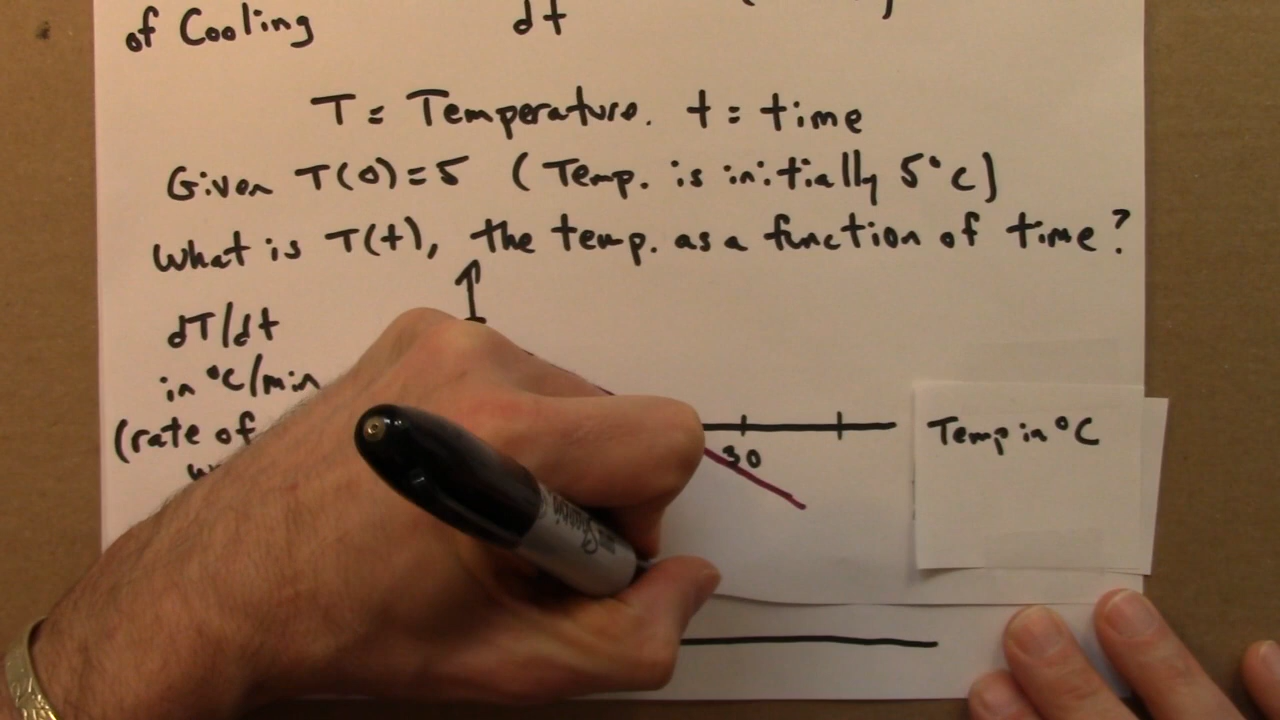 of Cooling
dt
T = Temperature. t = time
Given T(0)=5 (Temp. is initially 5°C)
What is T(t), the temp. as a function of time?
dT/dt
in °C/min
(rate of
30
Temp in °C
Sharpie